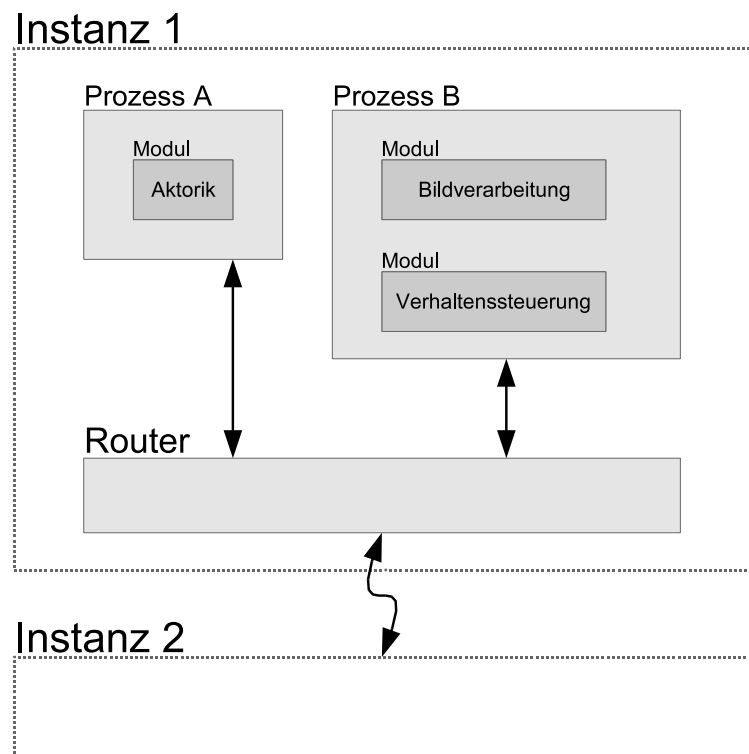 Instanz 1
Prozess A
Prozess B
Modul
Aktorik
Modul
Bildverarbeitung
Modul
Verhaltenssteuerung
Router
Instanz 2